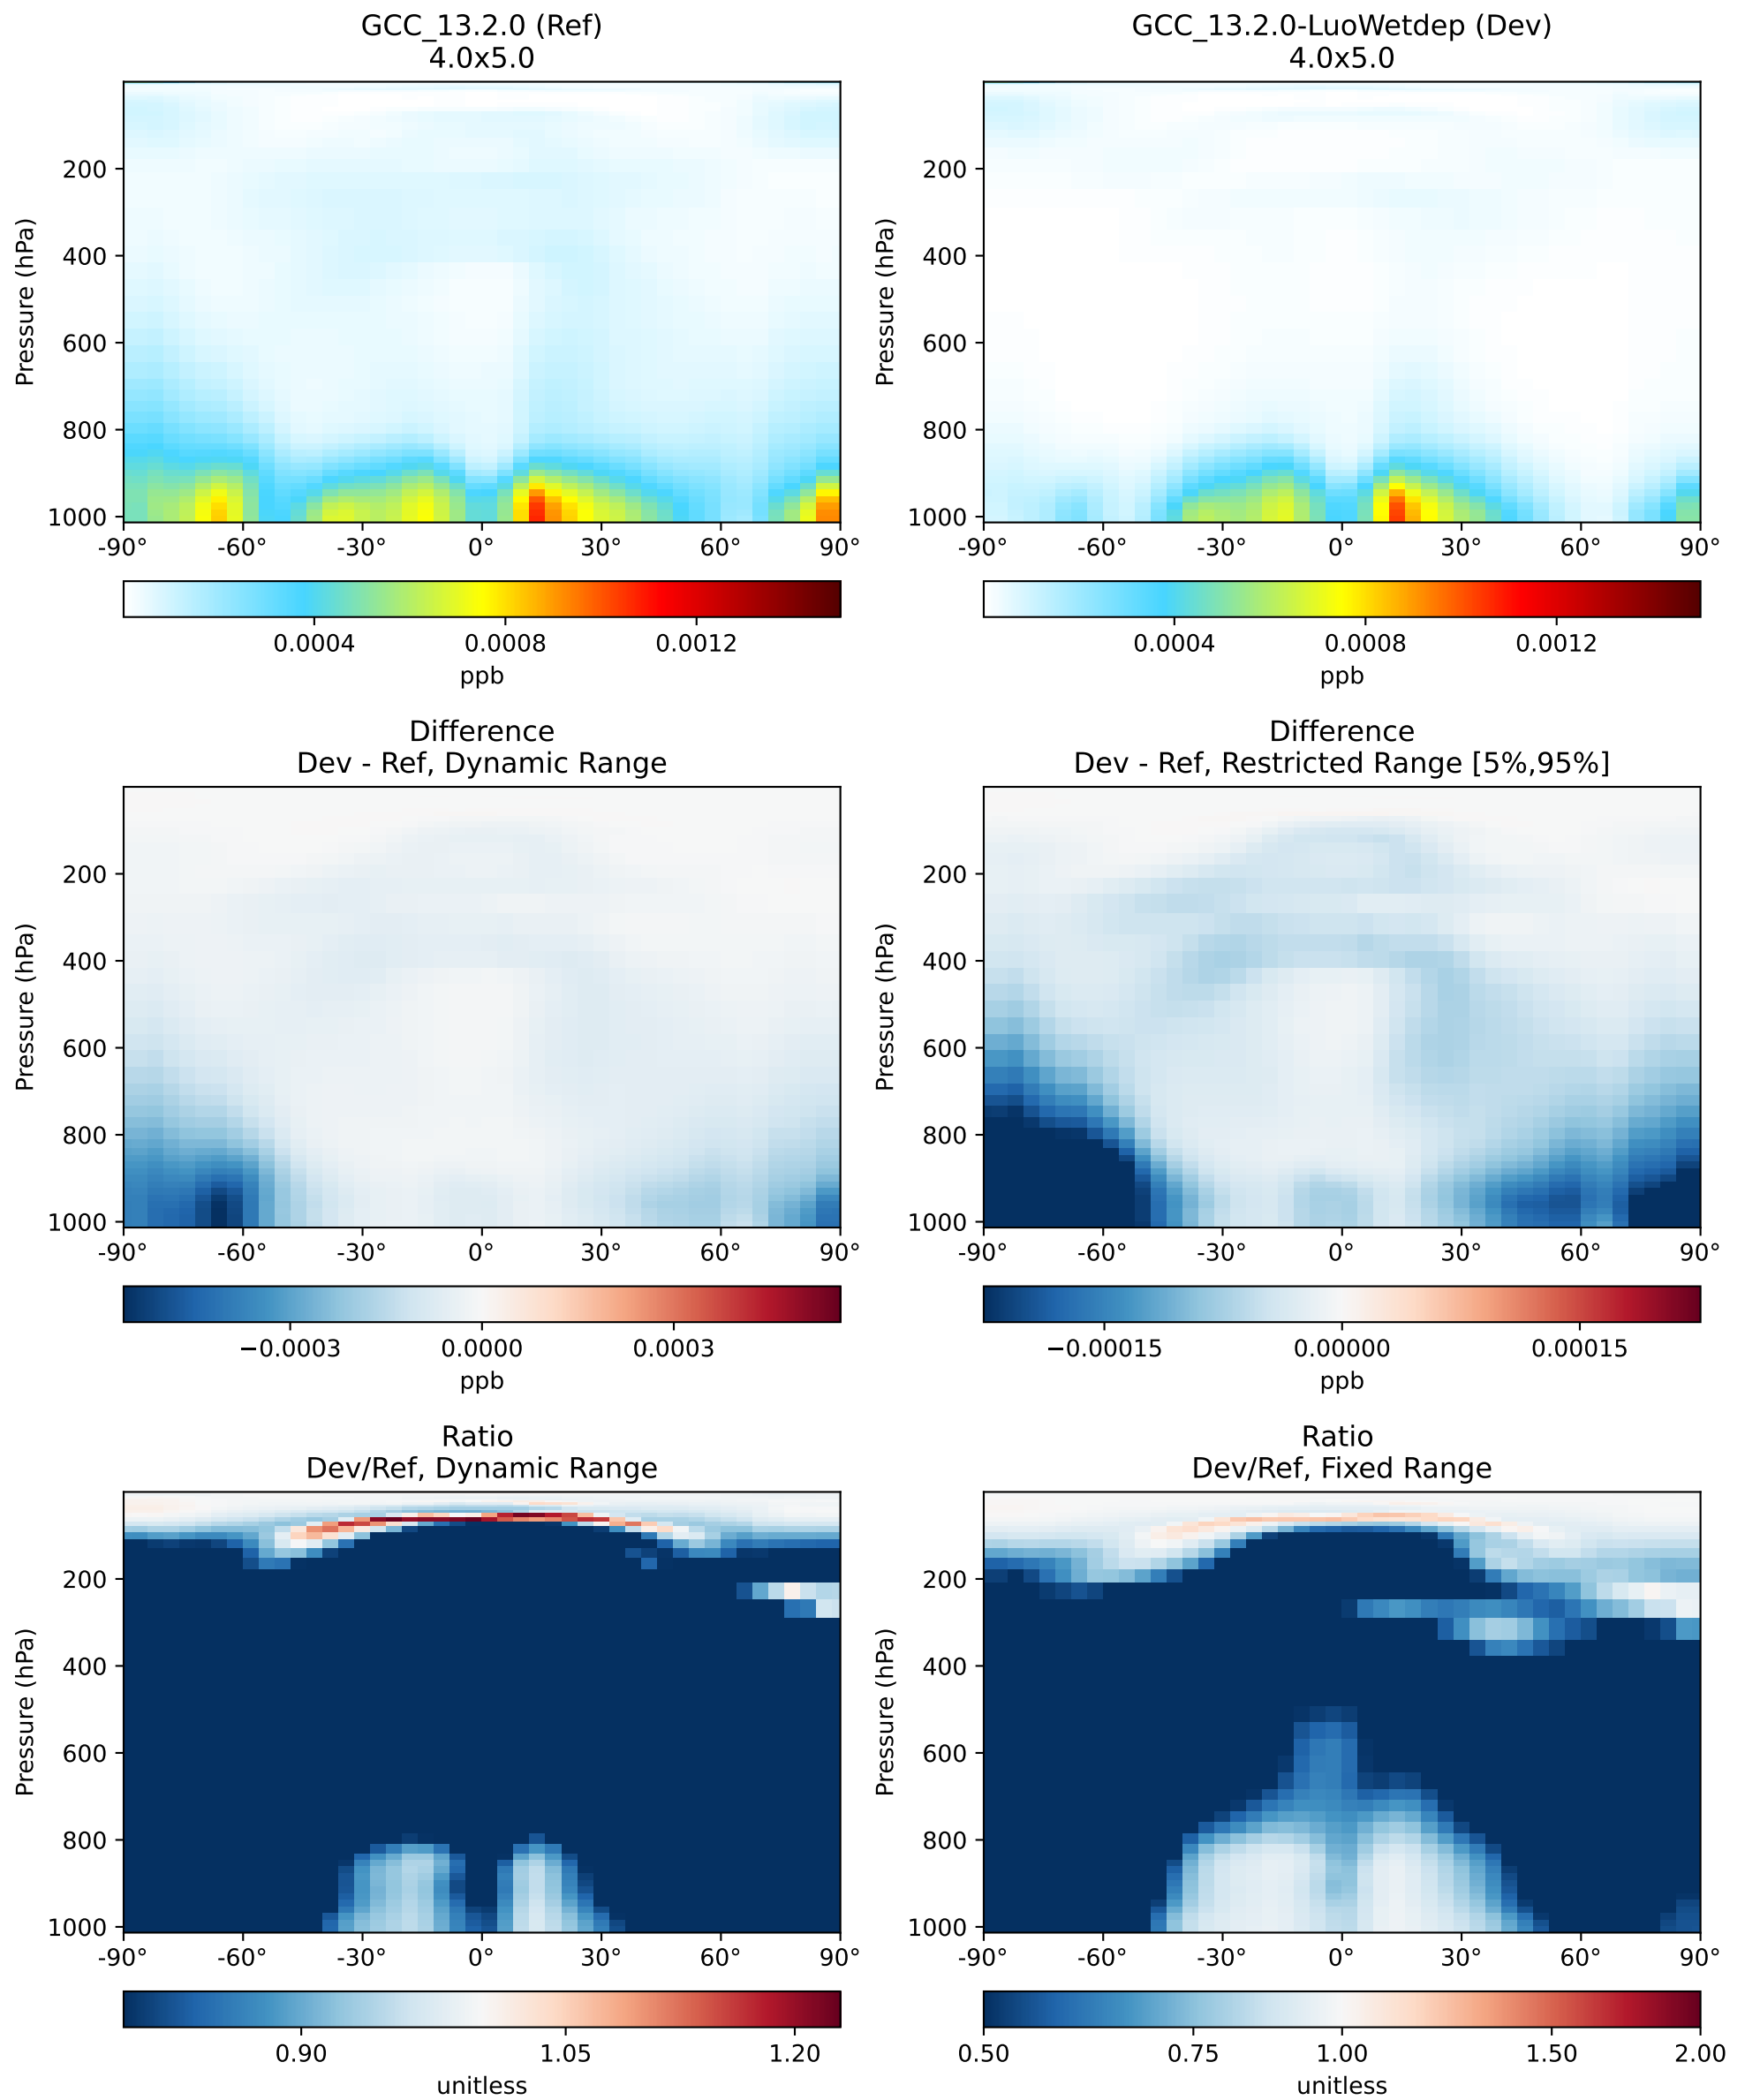 GCC_13.2.0 (Ref)
4.0x5.0
Pressure (hPa)
200
400
600
800
1000
-90° -60° -30° 0° 30° 60° 90°
0.0004 0.0008 0.0012
ppb
GCC_13.2.0-LuoWetdep (Dev)
4.0x5.0
Pressure (hPa)
200
400
600
800
1000
-90° -60° -30° 0° 30° 60° 90°
0.0004 0.0008 0.0012
ppb
Difference
Dev - Ref, Dynamic Range
Pressure (hPa)
200
400
600
800
1000
-90° -60° -30° 0° 30° 60° 90°
−0.0003 0.0000 0.0003
ppb
Difference
Dev - Ref, Restricted Range [5%,95%]
Pressure (hPa)
200
400
600
800
1000
-90° -60° -30° 0° 30° 60° 90°
−0.00015 0.00000 0.00015
ppb
Ratio
Dev/Ref, Dynamic Range
Pressure (hPa)
200
400
600
800
1000
-90° -60° -30° 0° 30° 60° 90°
0.90 1.05 1.20
unitless
Ratio
Dev/Ref, Fixed Range
Pressure (hPa)
200
400
600
800
1000
-90° -60° -30° 0° 30° 60° 90°
0.50 0.75 1.00 1.50 2.00
unitless